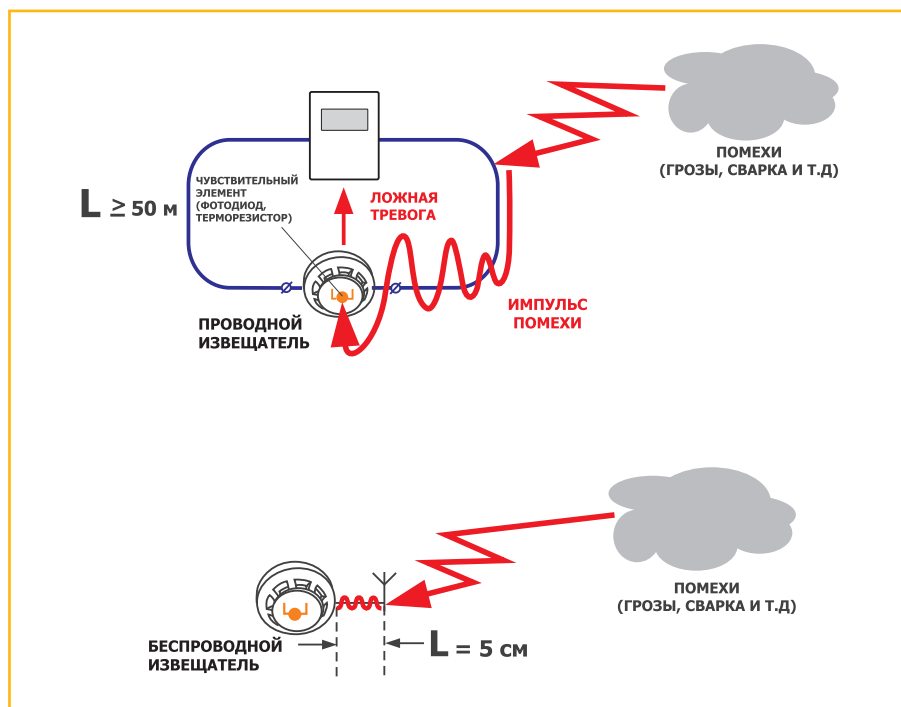 ПОМЕХИ
(ГРОЗЫ, СВАРКА И Т.Д)
ЧУВСТВИТЕЛЬНЫЙ
ЭЛЕМЕНТ
(ФОТОДИОД,
ТЕРМОРЕЗИСТОР)
L ≥ 50 м
ЛОЖНАЯ
ТРЕВОГА
ИМПУЛЬС
ПОМЕХИ
ПРОВОДНОЙ
ИЗВЕЩАТЕЛЬ
ПОМЕХИ
(ГРОЗЫ, СВАРКА И Т.Д)
БЕСПРОВОДНОЙ
ИЗВЕЩАТЕЛЬ
L = 5 см